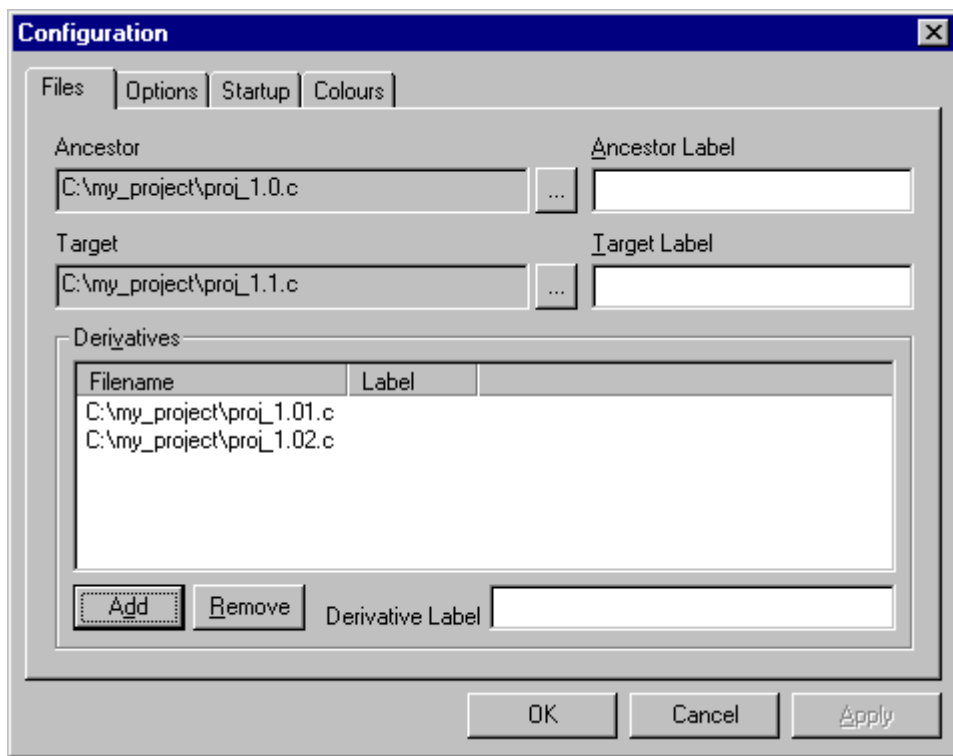 Configuration
Files Options Startup Colours
Ancestor Ancestor Label
C:\my_project\proj_1.0.c ...
Target Target Label
C:\my_project\proj_1.1.c ...
Derivatives
Filename Label
C:\my_project\proj_1.01.c
C:\my_project\proj_1.02.c
Add Remove Derivative Label
OK Cancel Apply